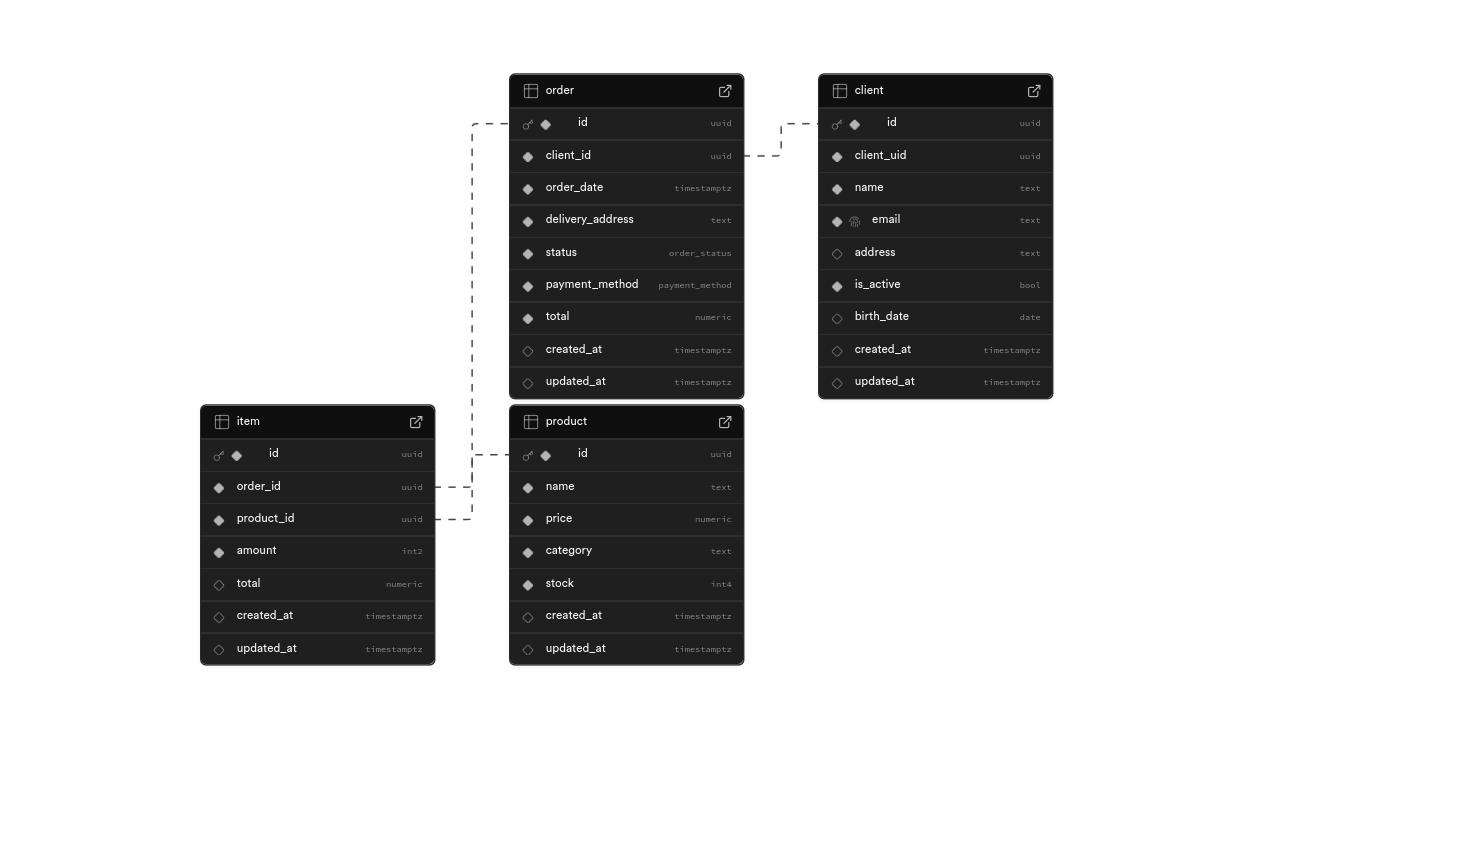 order
id uuid
client_id uuid
order_date timestamptz
delivery_address text
status order_status
payment_method payment_method
total numeric
created_at timestamptz
updated_at timestamptz
client
id uuid
client_uid uuid
name text
email text
address text
is_active bool
birth_date date
created_at timestamptz
updated_at timestamptz
item
id uuid
order_id uuid
product_id uuid
amount int2
total numeric
created_at timestamptz
updated_at timestamptz
product
id uuid
name text
price numeric
category text
stock int4
created_at timestamptz
updated_at timestamptz